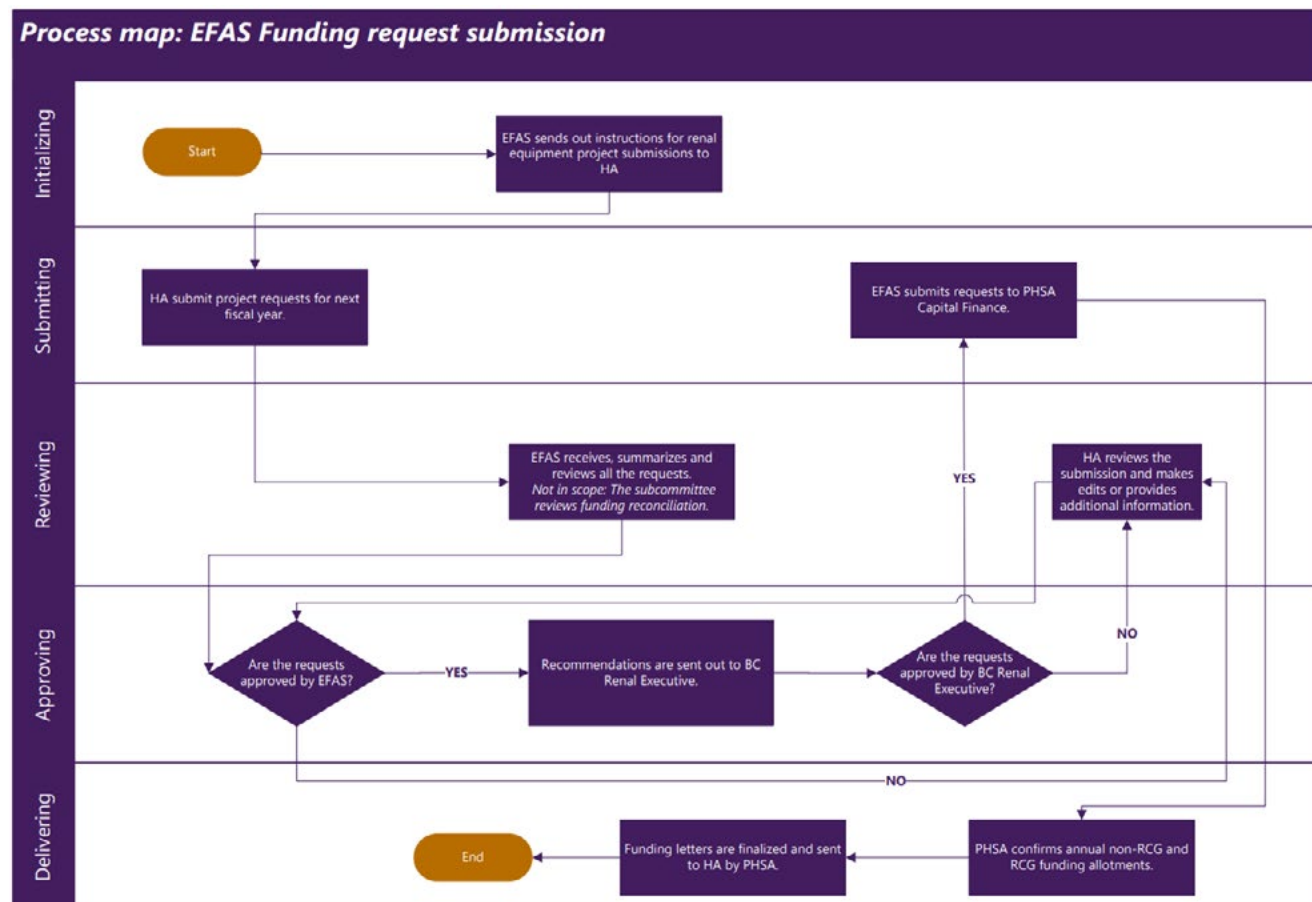 Process map: EFAS Funding request submission
Initializing
Start
EFAS sends out instructions for renal
equipment project submissions to
HA
Submitting
HA submit project requests for next
fiscal year.
EFAS submits requests to PHSA
Capital Finance.
Reviewing
EFAS receives, summarizes and
reviews all the requests.
Not in scope: The subcommittee
reviews funding reconciliation.
YES
HA reviews the
submission and makes
edits or provides
additional information.
Approving
Are the requests
approved by EFAS?
YES
Recommendations are sent out to BC
Renal Executive.
Are the requests
approved by BC Renal
Executive?
NO
NO
Delivering
End
Funding letters are finalized and sent
to HA by PHSA.
PHSA confirms annual non-RCG and
RCG funding allotments.